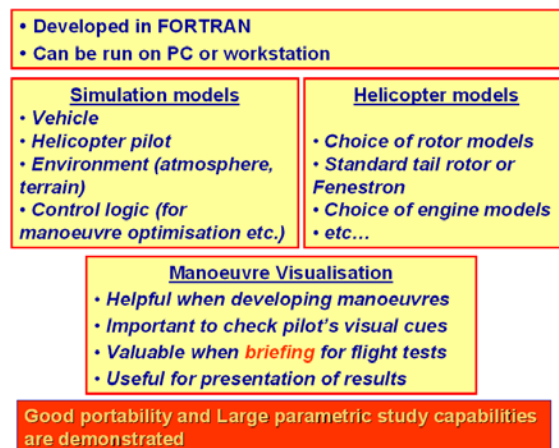 • Developed in FORTRAN
• Can be run on PC or workstation
Simulation models
• Vehicle
• Helicopter pilot
• Environment (atmosphere,
terrain)
• Control logic (for
manoeuvre optimisation etc.)
Helicopter models
• Choice of rotor models
• Standard tail rotor or
Fenestron
• Choice of engine models
• etc...
Manoeuvre Visualisation
• Helpful when developing manoeuvres
• Important to check pilot's visual cues
• Valuable when briefing for flight tests
• Useful for presentation of results
Good portability and Large parametric study capabilities
are demonstrated